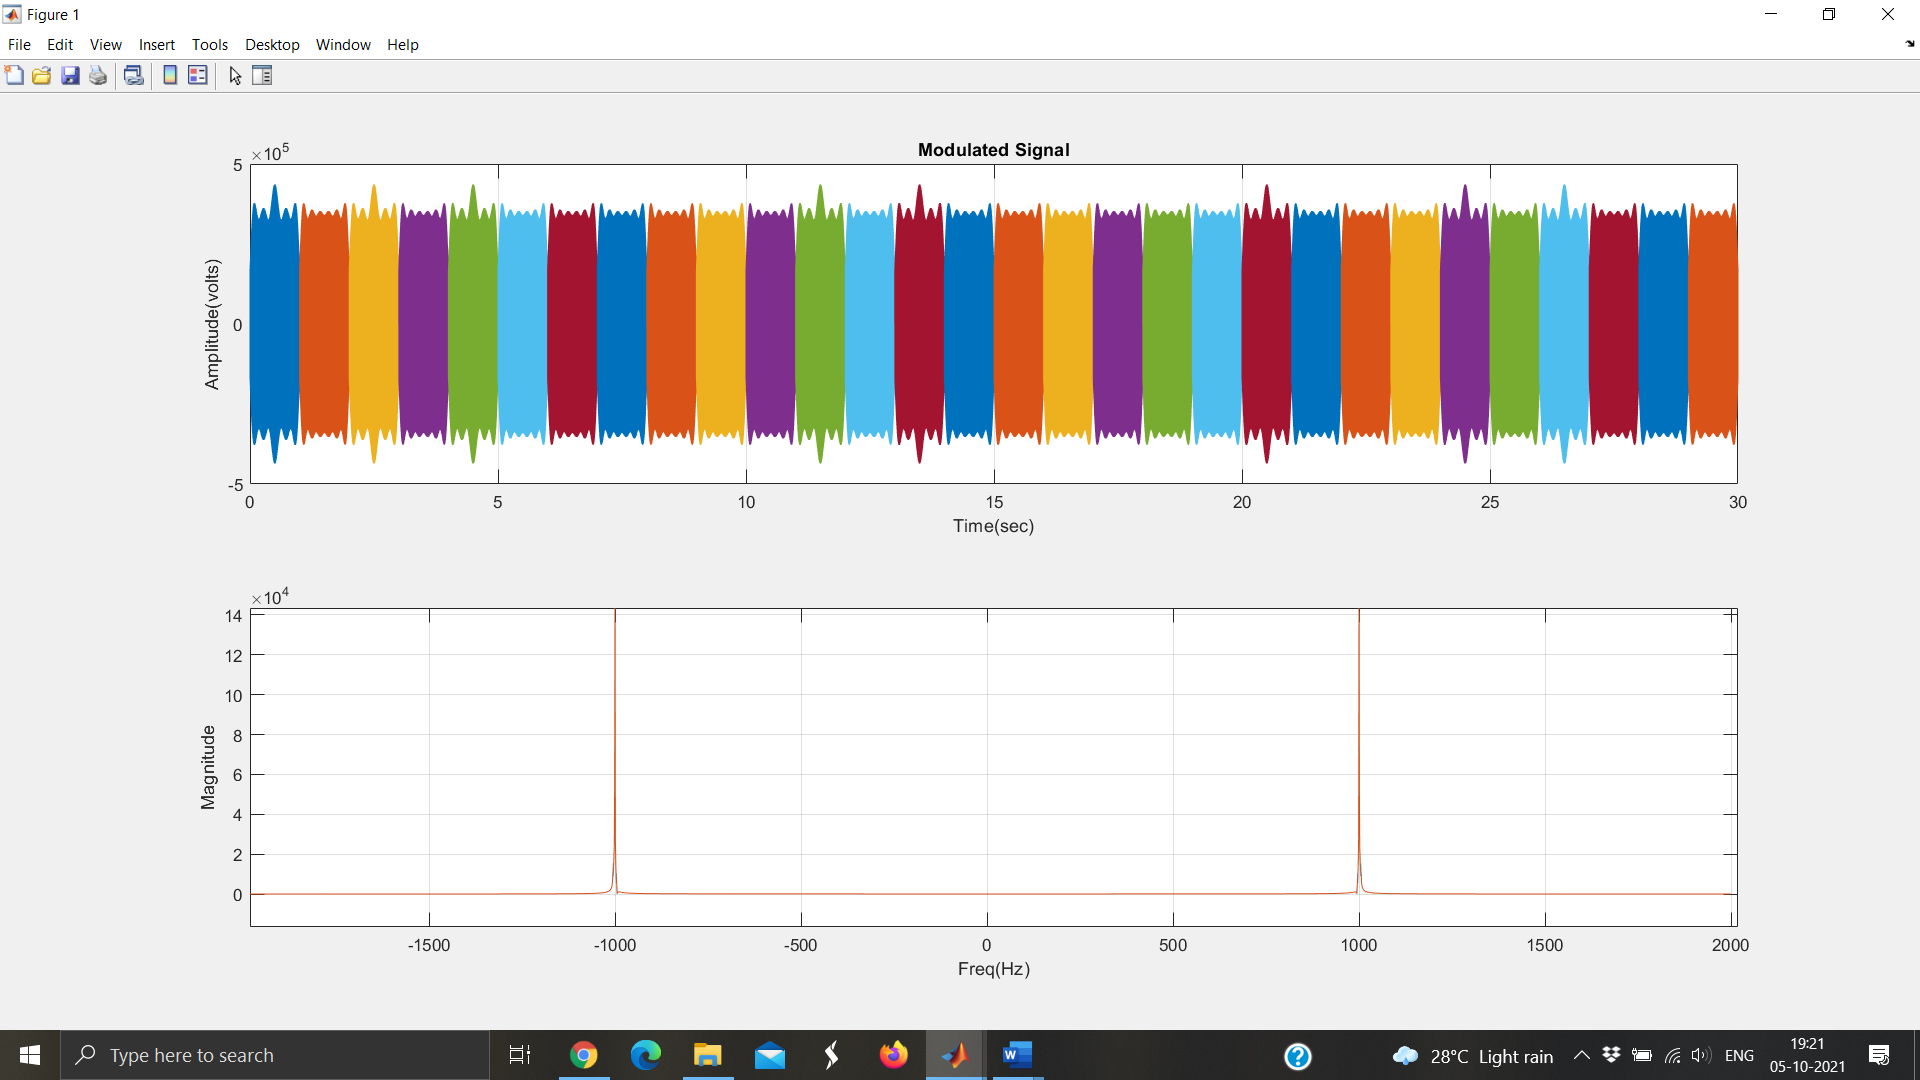 Figure 1
File Edit View Insert Tools Desktop Window Help
Modulated Signal
×10^5
5
0
-5
Amplitude(volts)
0 5 10 15 20 25 30
Time(sec)
×10^4
14
12
10
8
6
4
2
0
Magnitude
-1500 -1000 -500 0 500 1000 1500 2000
Freq(Hz)
Type here to search
28°C Light rain
ENG
19:21
05-10-2021